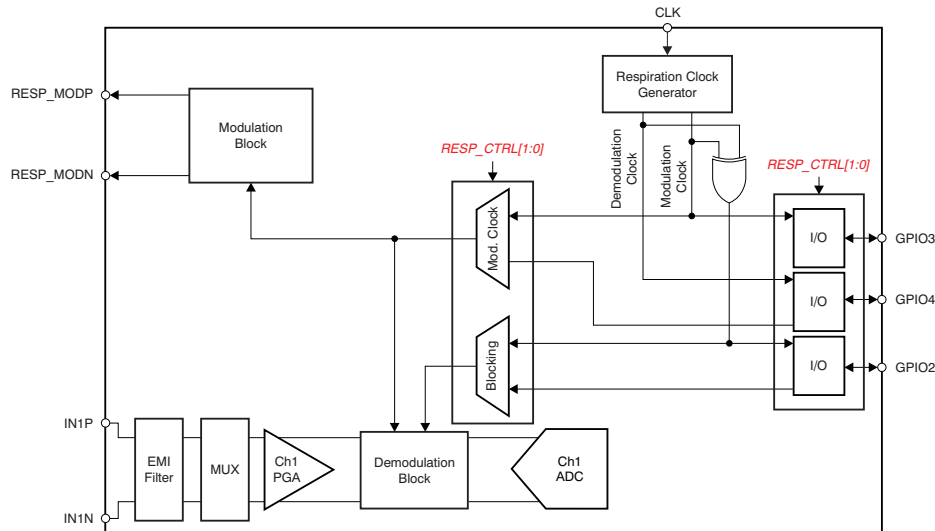 CLK
RESP_MODP
Modulation
Block
RESP_MODN
Respiration Clock
Generator
Demodulation
Clock
Modulation
Clock
RESP_CTRL[1:0]
RESP_CTRL[1:0]
Mod. Clock
Blocking
I/O
GPIO3
I/O
GPIO4
I/O
GPIO2
IN1P
EMI
Filter
MUX
Ch1
PGA
Demodulation
Block
Ch1
ADC
IN1N